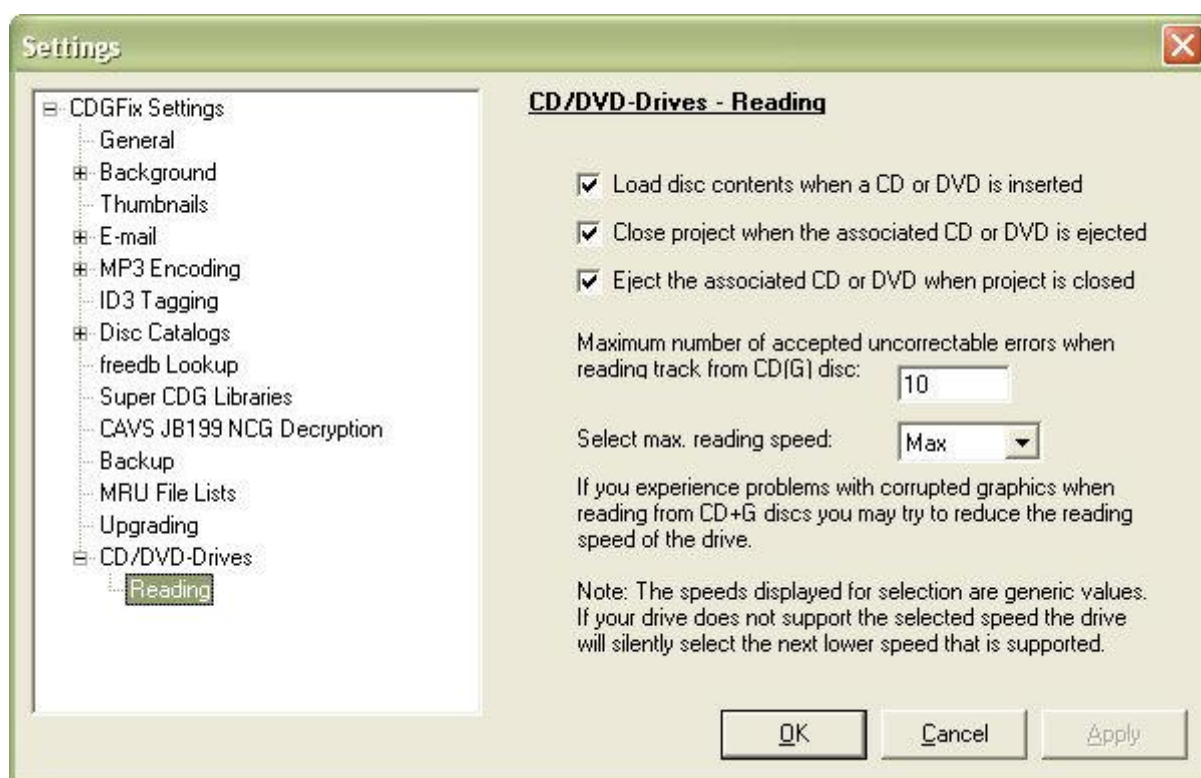 Settings
CDGFix Settings
General
Background
Thumbnails
E-mail
MP3 Encoding
ID3 Tagging
Disc Catalogs
freedb Lookup
Super CDG Libraries
CAVS JB199 NCG Decryption
Backup
MRU File Lists
Upgrading
CD/DVD-Drives
Reading
CD/DVD-Drives - Reading
Load disc contents when a CD or DVD is inserted
Close project when the associated CD or DVD is ejected
Eject the associated CD or DVD when project is closed
Maximum number of accepted uncorrectable errors when
reading track from CD(G) disc:
10
Select max. reading speed:
Max
If you experience problems with corrupted graphics when
reading from CD+G discs you may try to reduce the reading
speed of the drive.
Note: The speeds displayed for selection are generic values.
If your drive does not support the selected speed the drive
will silently select the next lower speed that is supported.
OK
Cancel
Apply